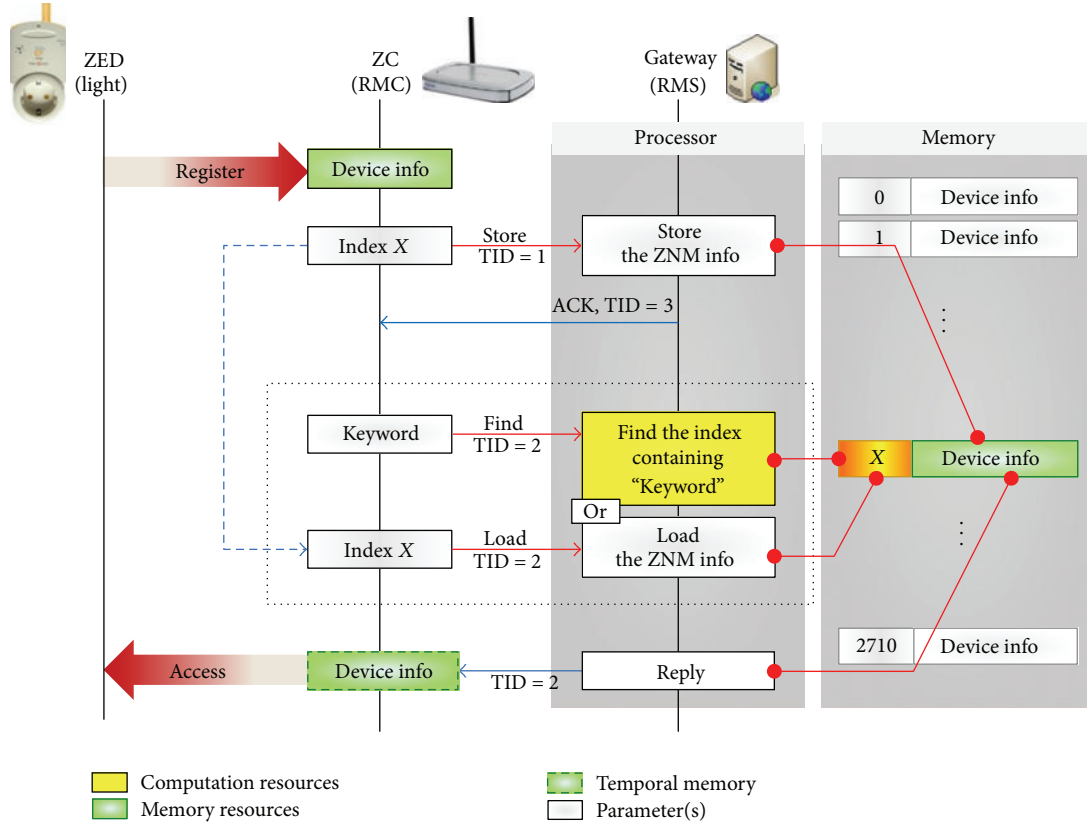 ZED
(light)
ZC
(RMC)
Gateway
(RMS)
Processor
Memory
Register
Device info
0
Device info
Index X
Store
TID = 1
Store
the ZNM info
1
Device info
ACK, TID = 3
...
Keyword
Find
TID = 2
Find the index
containing
“Keyword”
X
Device info
Or
Index X
Load
TID = 2
Load
the ZNM info
...
2710
Device info
Access
Device info
TID = 2
Reply
Computation resources
Memory resources
Temporal memory
Parameter(s)